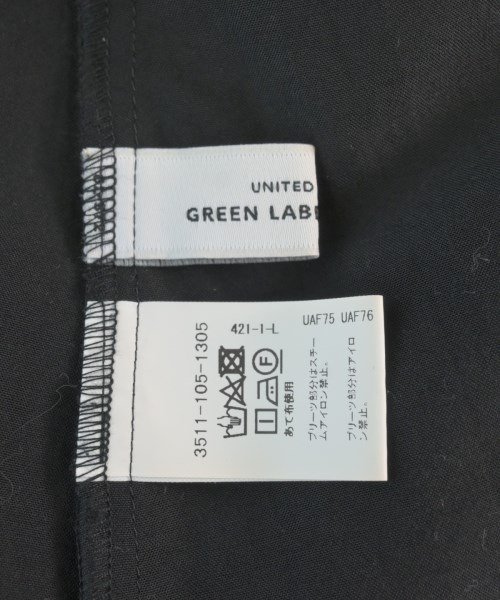 UNITED
GREEN LAB
3511-105-1305
421-1-L
あて布使用
UAF75 UAF76
プリーツ部分はスチー
ムアイロン禁止。
プリーツ部分はアイロ
ン禁止。